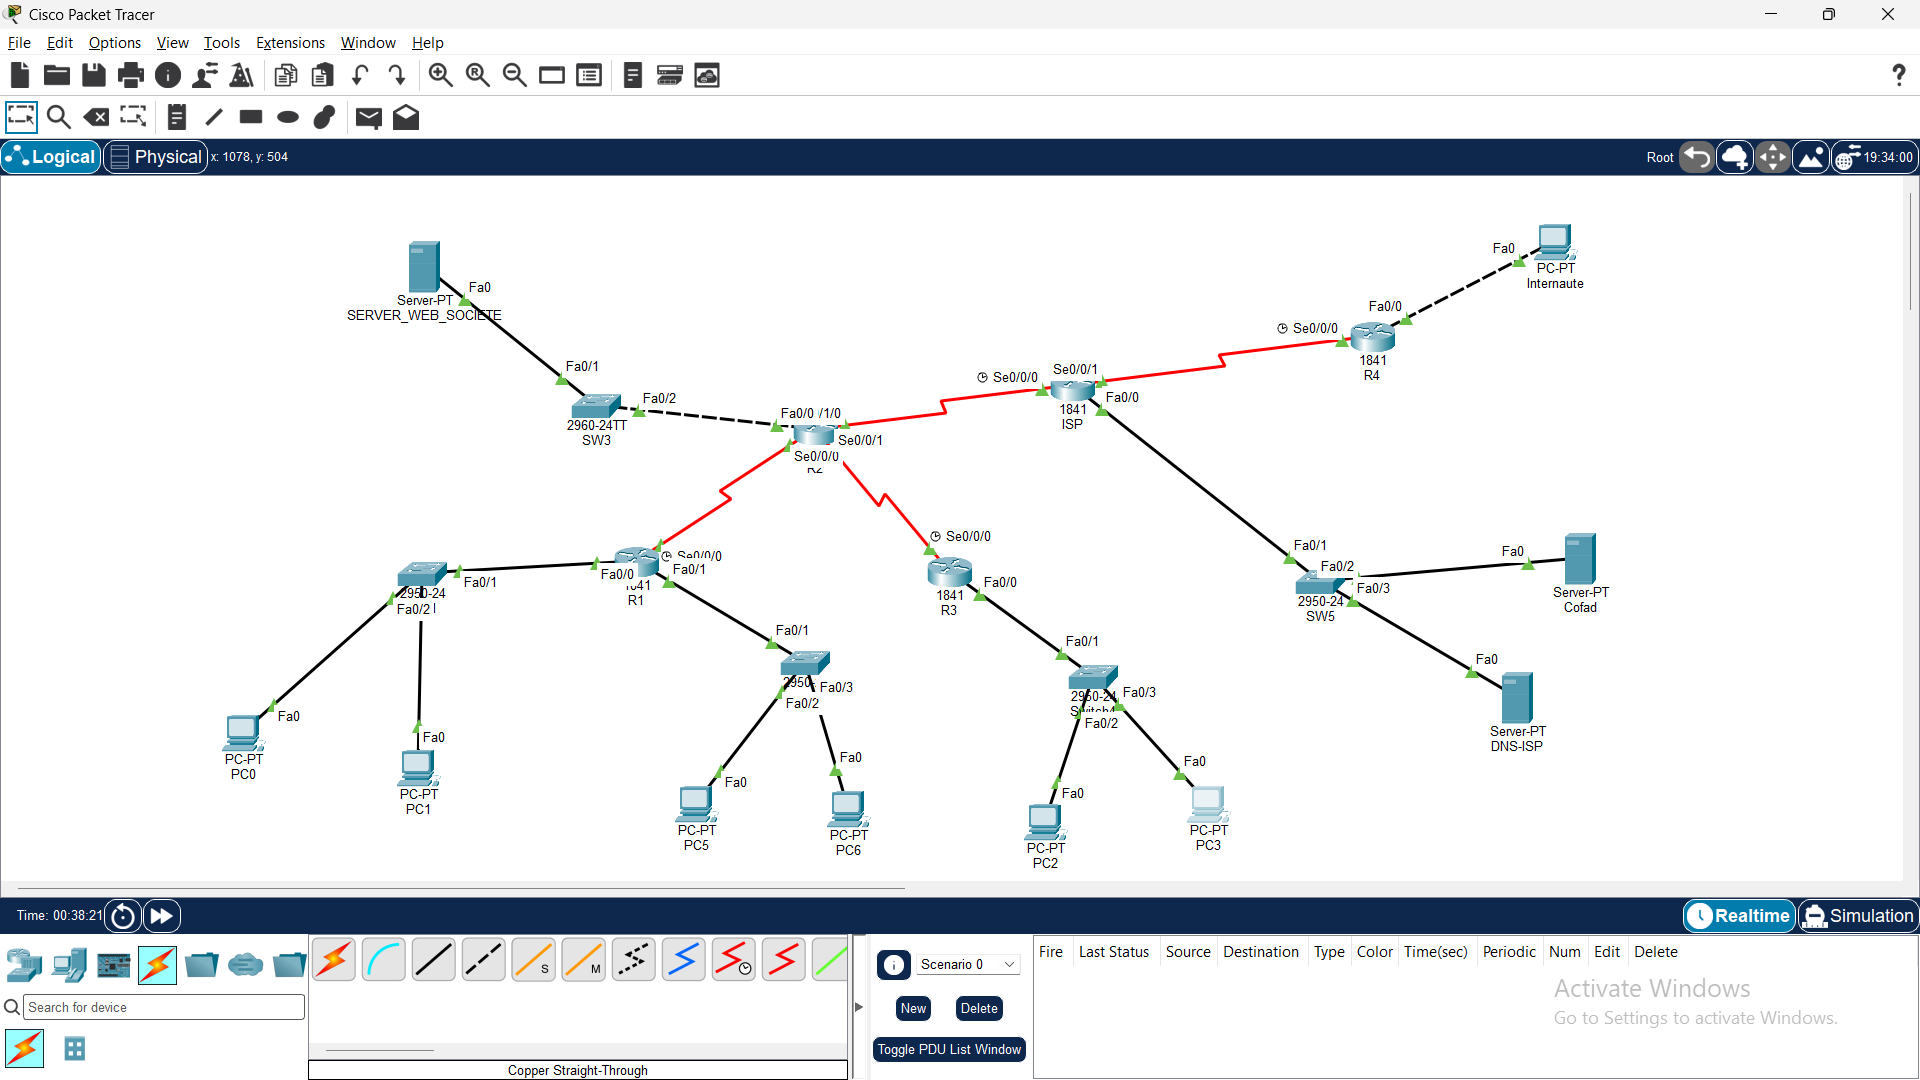 Cisco Packet Tracer
File Edit Options View Tools Extensions Window Help
Logical Physical x: 1078, y: 504
Root 19:34:00
Fa0
Server-PT
SERVER_WEB_SOCIETE
Fa0/1
Fa0/2
2960-24TT
SW3
Fa0/0 /1/0
Se0/0/1
Se0/0/0
R2
Se0/0/0
Se0/0/1
Fa0/0
1841
ISP
Se0/0/0
Fa0/0
1841
R4
Fa0
PC-PT
Internaute
Fa0/1
2950-24
Fa0/2
Fa0/0
Se0/0/0
Fa0/1
1841
R1
Se0/0/0
Fa0/0
1841
R3
Fa0/1
Fa0/2
Fa0/3
2950-24
SW5
Fa0
Server-PT
Cofad
Fa0
Server-PT
DNS-ISP
Fa0/1
2950-
Fa0/3
Fa0/2
Fa0/1
2950-24
Switch4
Fa0/3
Fa0/2
Fa0
PC-PT
PC0
Fa0
PC-PT
PC1
Fa0
PC-PT
PC5
Fa0
PC-PT
PC6
Fa0
PC-PT
PC2
Fa0
PC-PT
PC3
Time: 00:38:21
Realtime Simulation
Search for device
S
M
Copper Straight-Through
Scenario 0
New Delete
Toggle PDU List Window
Fire Last Status Source Destination Type Color Time(sec) Periodic Num Edit Delete
Activate Windows
Go to Settings to activate Windows.